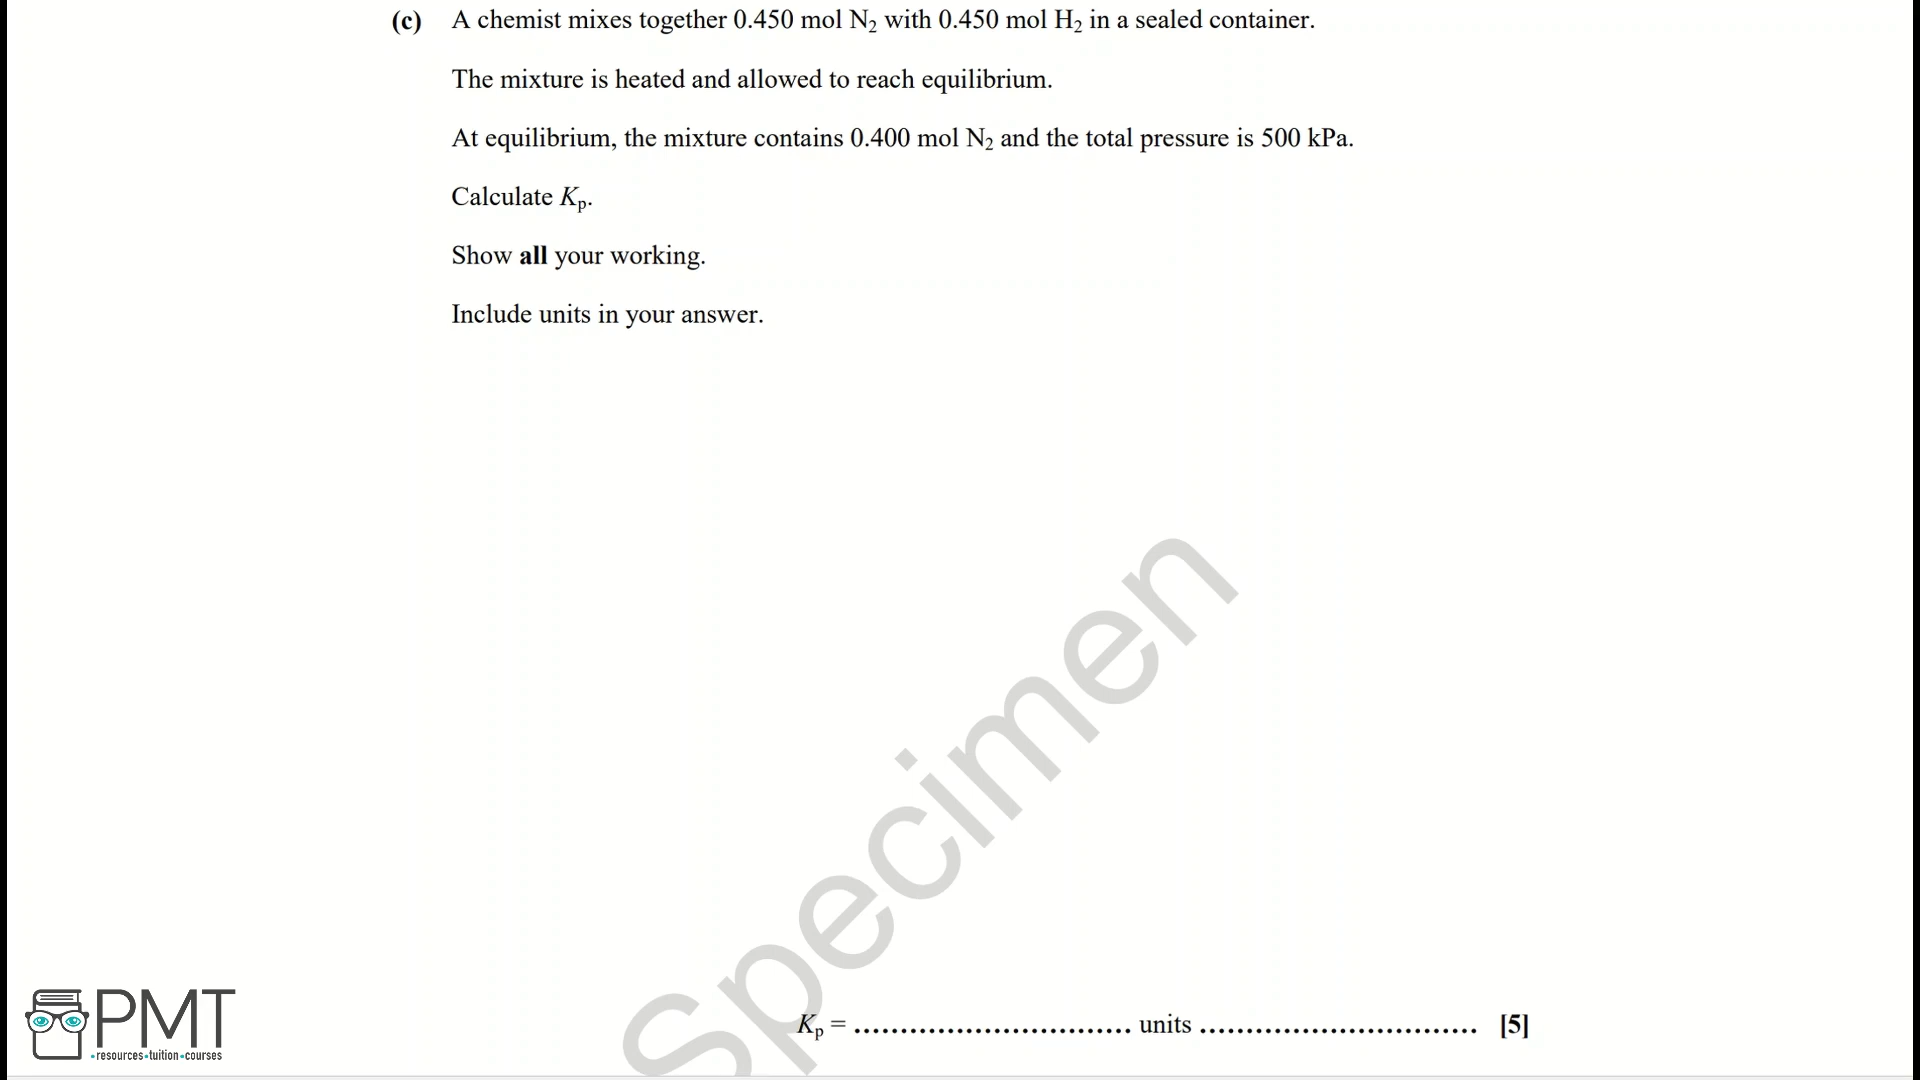 (c) A chemist mixes together 0.450 mol N₂ with 0.450 mol H₂ in a sealed container.
The mixture is heated and allowed to reach equilibrium.
At equilibrium, the mixture contains 0.400 mol N₂ and the total pressure is 500 kPa.
Calculate Kₚ.
Show all your working.
Include units in your answer.
Specimen
Kₚ = .............................. units .............................. [5]
PMT
•resources•tuition•courses